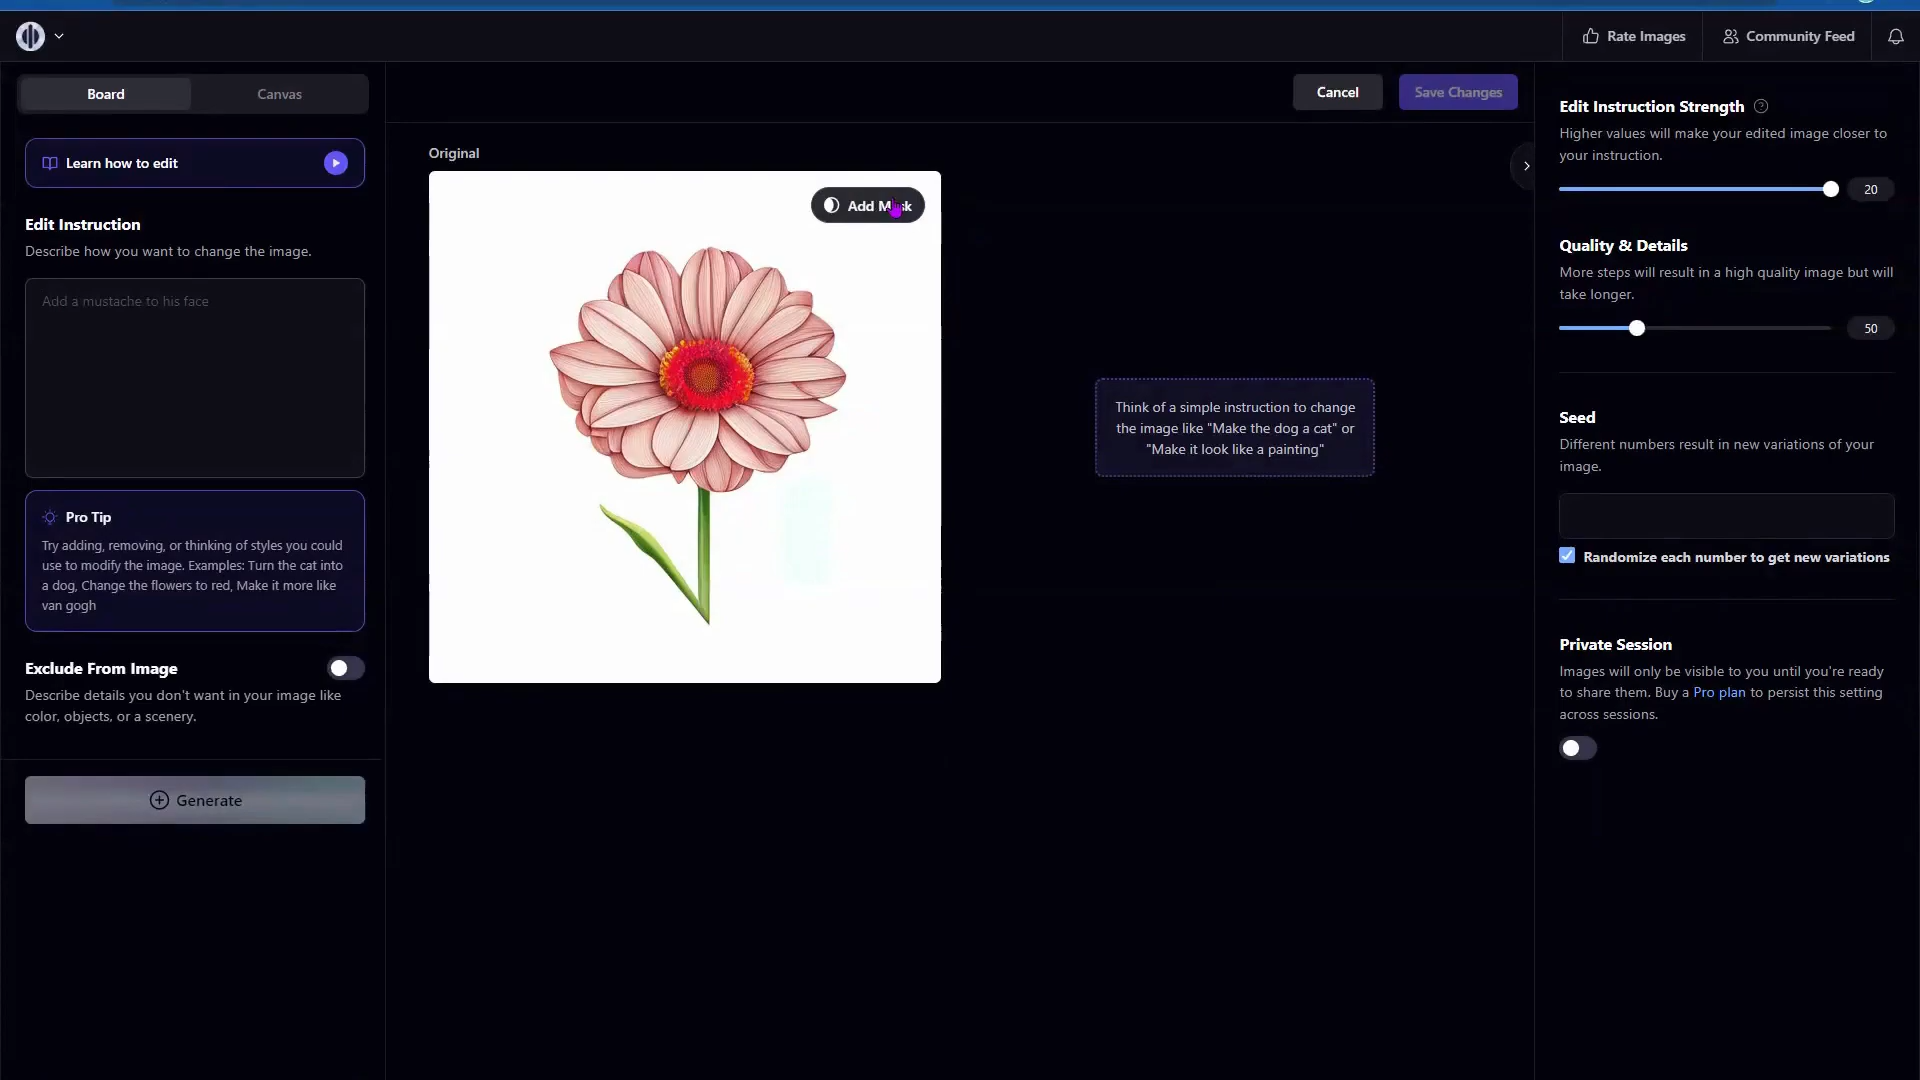 Rate Images
Community Feed
Board
Canvas
Cancel
Save Changes
Learn how to edit
Edit Instruction
Describe how you want to change the image.
Add a mustache to his face
Pro Tip
Try adding, removing, or thinking of styles you could
use to modify the image. Examples: Turn the cat into
a dog, Change the flowers to red, Make it more like
van gogh
Exclude From Image
Describe details you don't want in your image like
color, objects, or a scenery.
Generate
Original
Add Mask
Think of a simple instruction to change
the image like "Make the dog a cat" or
"Make it look like a painting"
Edit Instruction Strength
Higher values will make your edited image closer to
your instruction.
20
Quality & Details
More steps will result in a high quality image but will
take longer.
50
Seed
Different numbers result in new variations of your
image.
Randomize each number to get new variations
Private Session
Images will only be visible to you until you're ready
to share them. Buy a Pro plan to persist this setting
across sessions.